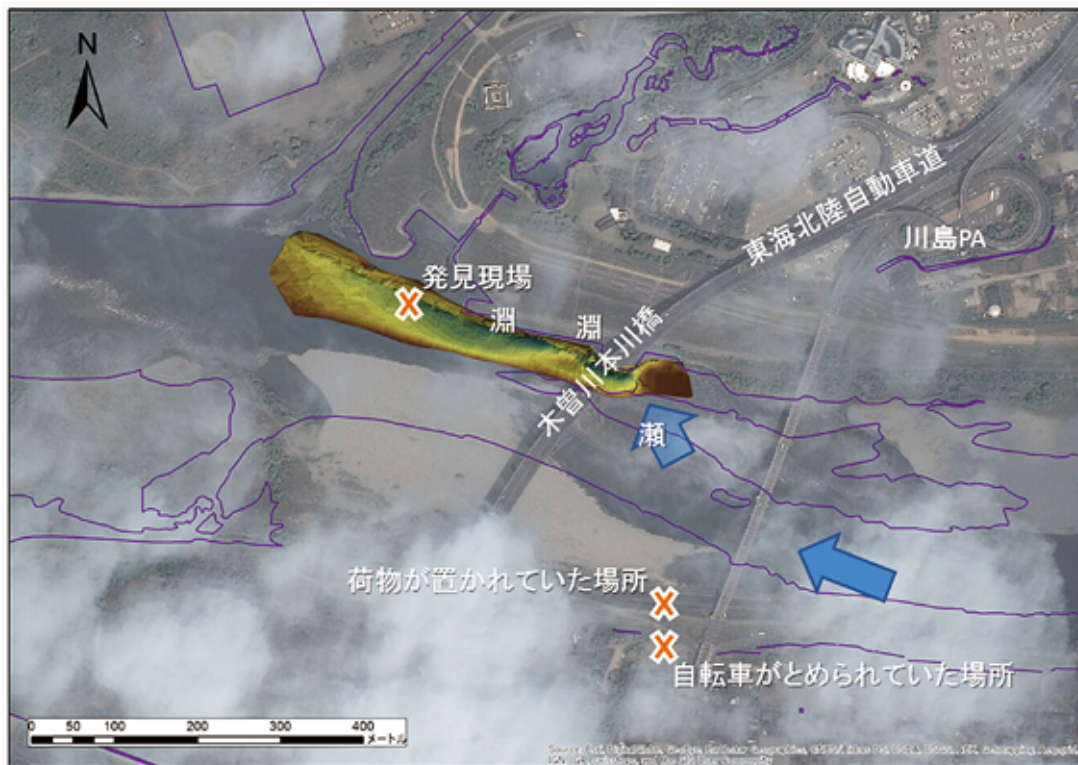 N
東海北陸自動車道
川島PA
発見現場
淵
淵
木曽川本川橋
瀬
荷物が置かれていた場所
自転車がとめられていた場所
0 50 100 200 300 400
メートル